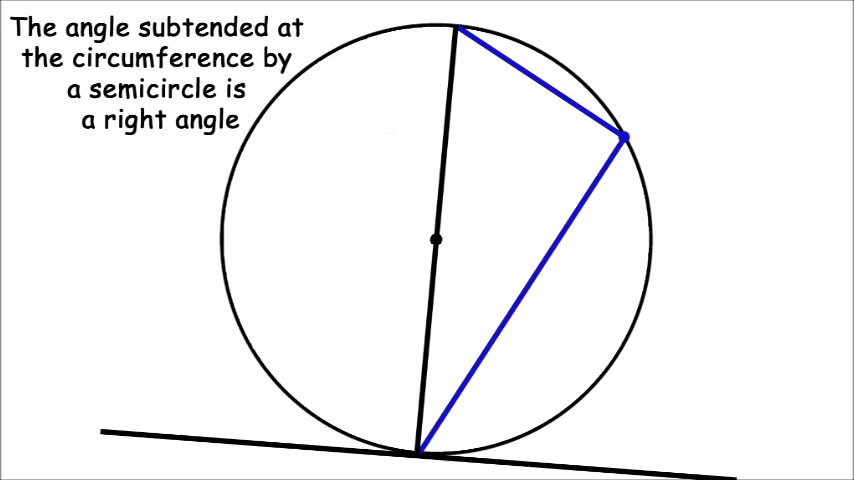 The angle subtended at
the circumference by
a semicircle is
a right angle